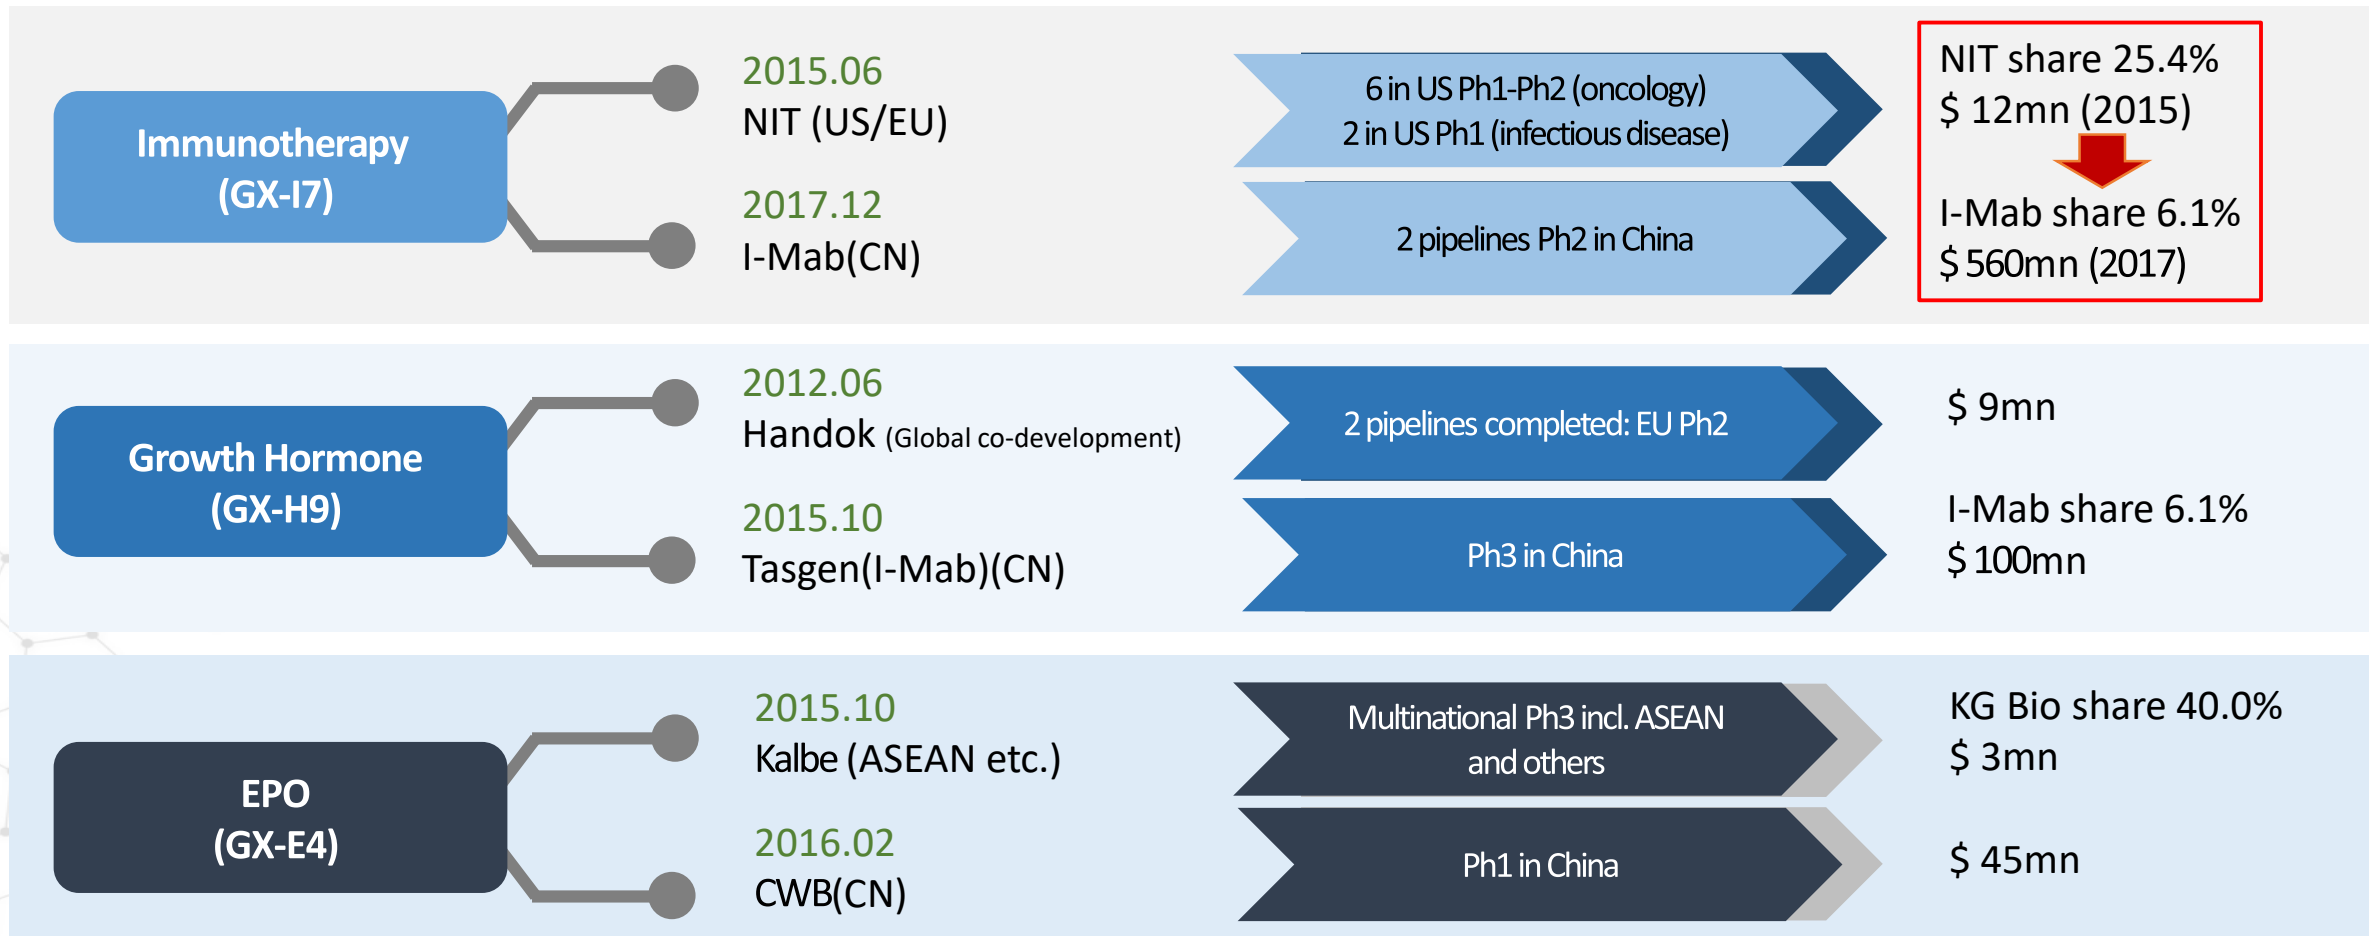 Immunotherapy
(GX-I7)
2015.06
NIT (US/EU)
6 in US Ph1-Ph2 (oncology)
2 in US Ph1 (infectious disease)
NIT share 25.4%
$ 12mn (2015)
2017.12
I-Mab(CN)
2 pipelines Ph2 in China
I-Mab share 6.1%
$ 560mn (2017)
Growth Hormone
(GX-H9)
2012.06
Handok (Global co-development)
2 pipelines completed: EU Ph2
$ 9mn
2015.10
Tasgen(I-Mab)(CN)
Ph3 in China
I-Mab share 6.1%
$ 100mn
EPO
(GX-E4)
2015.10
Kalbe (ASEAN etc.)
Multinational Ph3 incl. ASEAN
and others
KG Bio share 40.0%
$ 3mn
2016.02
CWB(CN)
Ph1 in China
$ 45mn